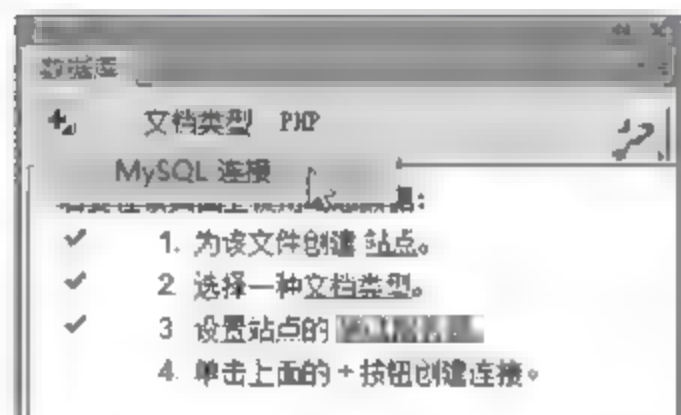 数据库
文档类型 PHP
MySQL 连接
1. 为该文件创建 站点。
2 选择一种文档类型。
3 设置站点的
4. 单击上面的 + 按钮创建连接。